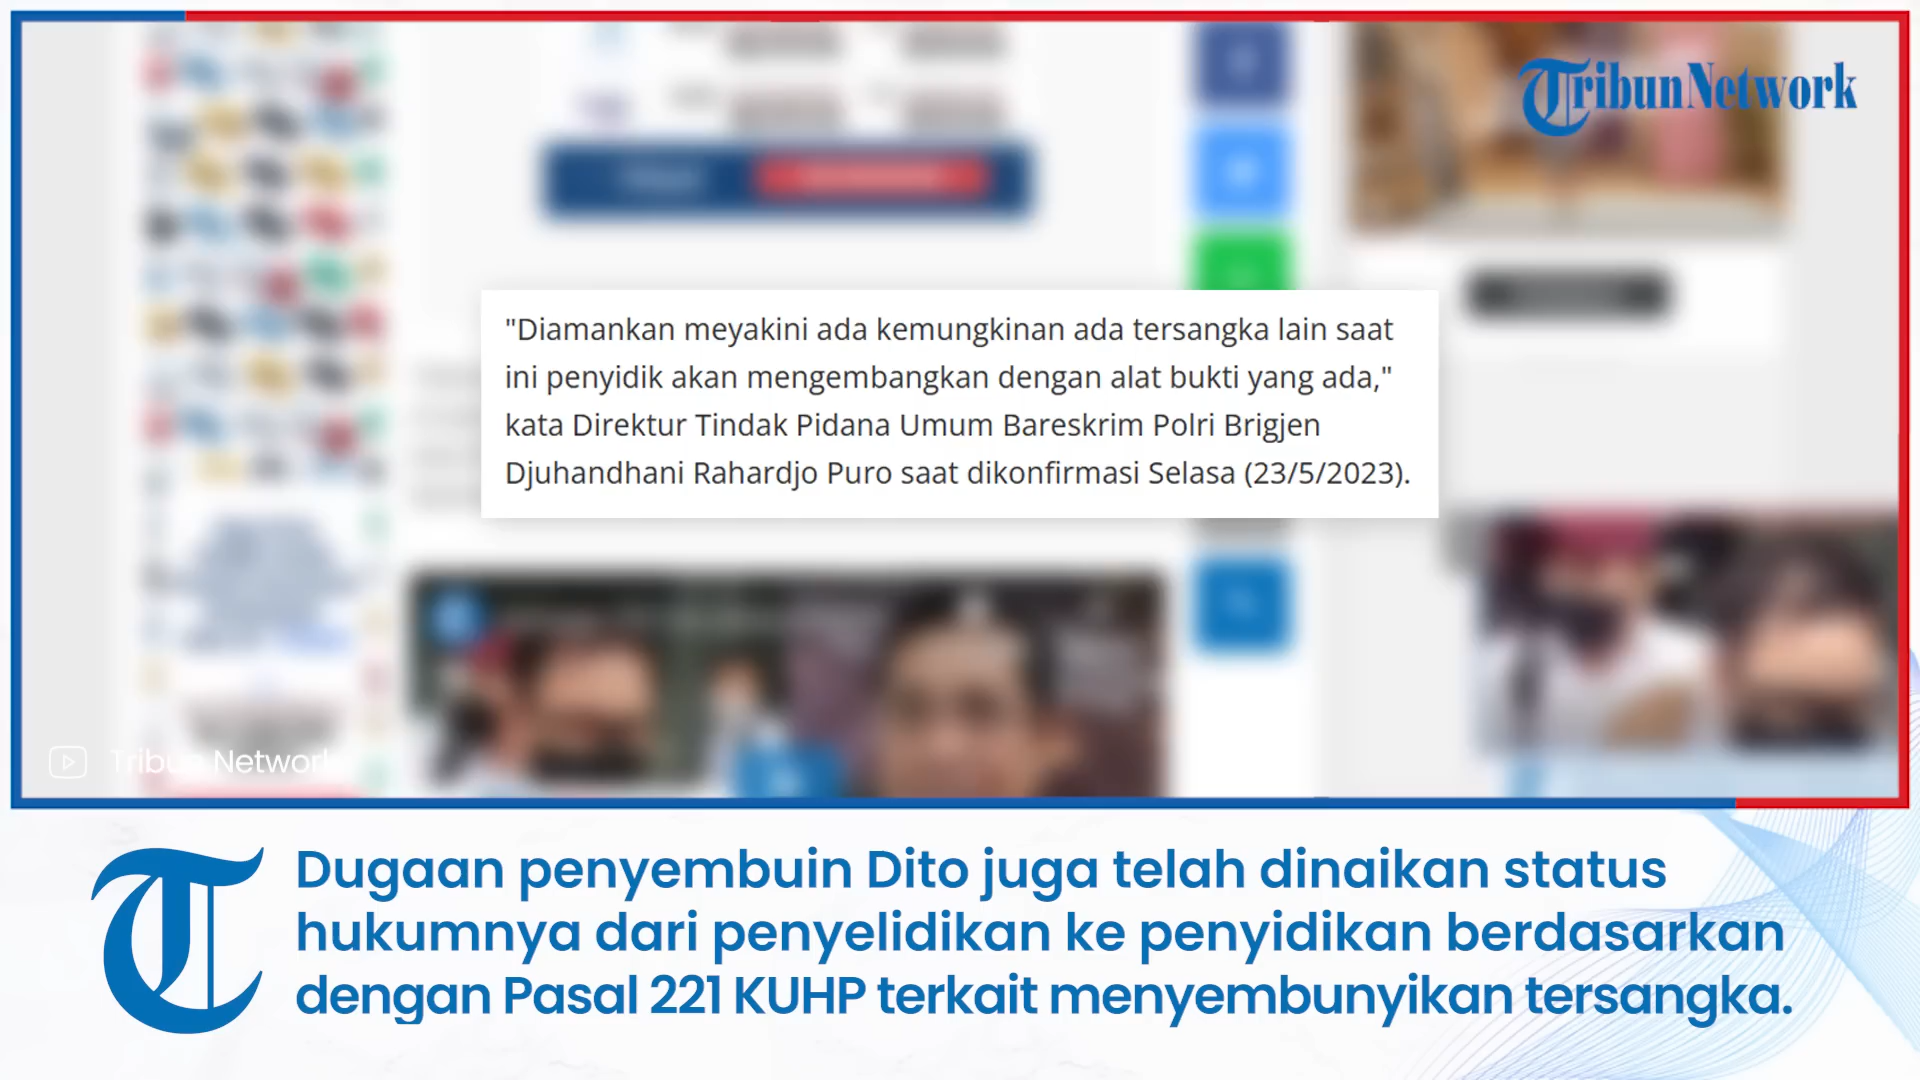 TribunNetwork
"Diamankan meyakini ada kemungkinan ada tersangka lain saat
ini penyidik akan mengembangkan dengan alat bukti yang ada,"
kata Direktur Tindak Pidana Umum Bareskrim Polri Brigjen
Djuhandhani Rahardjo Puro saat dikonfirmasi Selasa (23/5/2023).
Tribun Network
Dugaan penyembuin Dito juga telah dinaikan status
hukumnya dari penyelidikan ke penyidikan berdasarkan
dengan Pasal 221 KUHP terkait menyembunyikan tersangka.